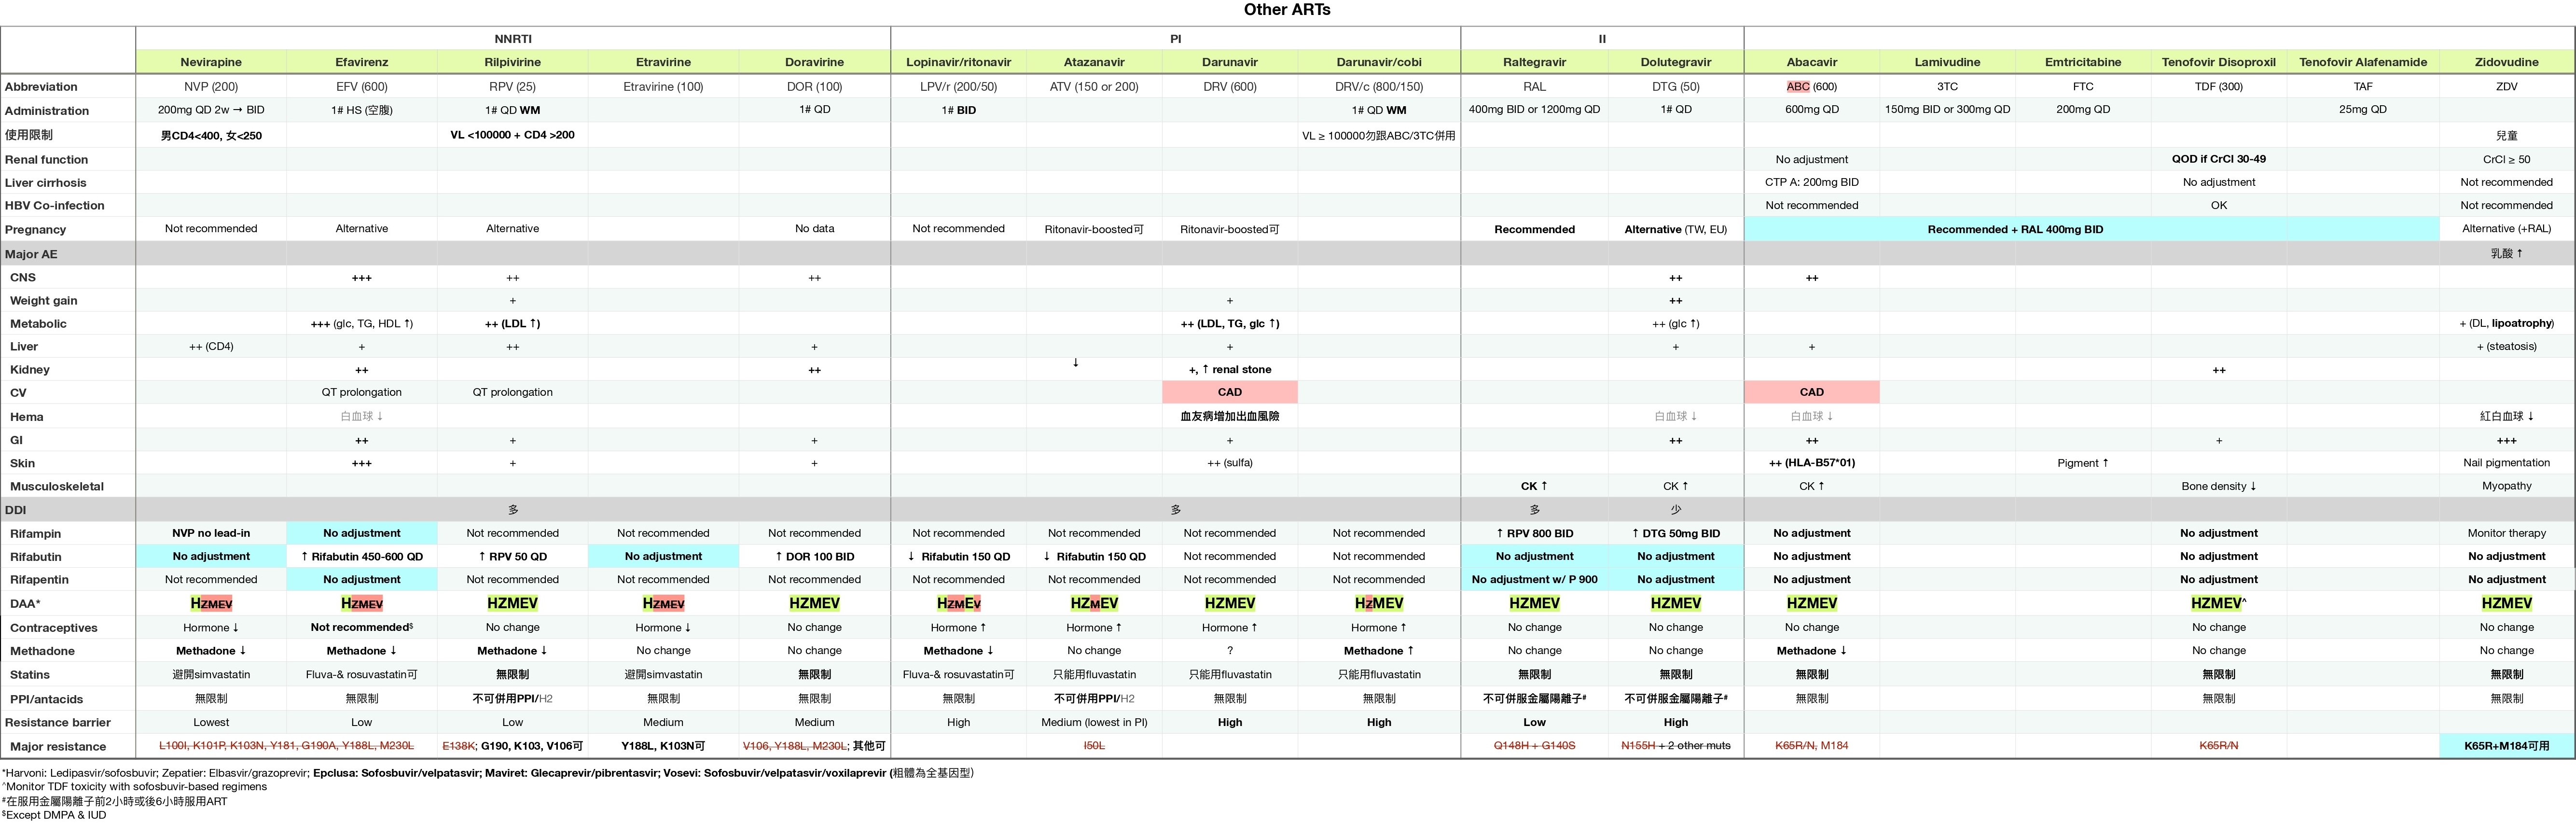 Other ARTs
NNRTI PI II
Nevirapine Efavirenz Rilpivirine Etravirine Doravirine Lopinavir/ritonavir Atazanavir Darunavir Darunavir/cobi Raltegravir Dolutegravir Abacavir Lamivudine Emtricitabine Tenofovir Disoproxil Tenofovir Alafenamide Zidovudine
Abbreviation NVP (200) EFV (600) RPV (25) Etravirine (100) DOR (100) LPV/r (200/50) ATV (150 or 200) DRV (600) DRV/c (800/150) RAL DTG (50) ABC (600) 3TC FTC TDF (300) TAF ZDV
Administration 200mg QD 2w → BID 1# HS (空腹) 1# QD WM 1# QD 1# BID 1# QD WM 400mg BID or 1200mg QD 1# QD 600mg QD 150mg BID or 300mg QD 200mg QD 25mg QD
使用限制 男CD4<400, 女<250 VL <100000 + CD4 >200 VL ≥ 100000勿跟ABC/3TC併用 兒童
Renal function No adjustment QOD if CrCl 30-49 CrCl ≥ 50
Liver cirrhosis CTP A: 200mg BID No adjustment Not recommended
HBV Co-infection Not recommended OK Not recommended
Pregnancy Not recommended Alternative Alternative No data Not recommended Ritonavir-boosted可 Ritonavir-boosted可 Recommended Alternative (TW, EU) Recommended + RAL 400mg BID Alternative (+RAL)
Major AE 乳酸 ↑
CNS +++ ++ ++ ++ ++
Weight gain + + ++
Metabolic +++ (glc, TG, HDL ↑) ++ (LDL ↑) ++ (LDL, TG, glc ↑) ++ (glc ↑) + (DL, lipoatrophy)
Liver ++ (CD4) + ++ + + + + + (steatosis)
Kidney ++ ++ ↓ +, ↑ renal stone ++
CV QT prolongation QT prolongation CAD CAD
Hema 白血球 ↓ 血友病增加出血風險 白血球 ↓ 白血球 ↓ 紅白血球 ↓
GI ++ + + + ++ ++ + +++
Skin +++ + + ++ (sulfa) ++ (HLA-B57*01) Pigment ↑ Nail pigmentation
Musculoskeletal CK ↑ CK ↑ CK ↑ Bone density ↓ Myopathy
DDI 多 多 多 少
Rifampin NVP no lead-in No adjustment Not recommended Not recommended Not recommended Not recommended Not recommended Not recommended Not recommended ↑ RPV 800 BID ↑ DTG 50mg BID No adjustment No adjustment Monitor therapy
Rifabutin No adjustment ↑ Rifabutin 450-600 QD ↑ RPV 50 QD No adjustment ↑ DOR 100 BID ↓ Rifabutin 150 QD ↓ Rifabutin 150 QD Not recommended Not recommended No adjustment No adjustment No adjustment No adjustment No adjustment
Rifapentin Not recommended No adjustment Not recommended Not recommended Not recommended Not recommended Not recommended Not recommended Not recommended No adjustment w/ P 900 No adjustment No adjustment No adjustment No adjustment
DAA* HZMEV HZMEV HZMEV HZMEV HZMEV HZMEV HZMEV HZMEV HZMEV HZMEV HZMEV HZMEV HZMEV^ HZMEV
Contraceptives Hormone ↓ Not recommended$ No change Hormone ↓ No change Hormone ↑ Hormone ↑ Hormone ↑ Hormone ↑ No change No change No change No change No change
Methadone Methadone ↓ Methadone ↓ Methadone ↓ No change No change Methadone ↓ No change ? Methadone ↑ No change No change Methadone ↓ No change No change
Statins 避開simvastatin Fluva-& rosuvastatin可 無限制 避開simvastatin 無限制 Fluva-& rosuvastatin可 只能用fluvastatin 只能用fluvastatin 只能用fluvastatin 無限制 無限制 無限制 無限制 無限制
PPI/antacids 無限制 無限制 不可併用PPI/H2 無限制 無限制 無限制 不可併用PPI/H2 無限制 無限制 不可併服金屬陽離子# 不可併服金屬陽離子# 無限制 無限制 無限制
Resistance barrier Lowest Low Low Medium Medium High Medium (lowest in PI) High High Low High
Major resistance L100I, K101P, K103N, Y181, G190A, Y188L, M230L E138K; G190, K103, V106可 Y188L, K103N可 V106, Y188L, M230L; 其他可 I50L Q148H + G140S N155H + 2 other muts K65R/N, M184 K65R/N K65R+M184可用
*Harvoni: Ledipasvir/sofosbuvir; Zepatier: Elbasvir/grazoprevir; Epclusa: Sofosbuvir/velpatasvir; Maviret: Glecaprevir/pibrentasvir; Vosevi: Sofosbuvir/velpatasvir/voxilaprevir (粗體為全基因型)
^Monitor TDF toxicity with sofosbuvir-based regimens
#在服用金屬陽離子前2小時或後6小時服用ART
$Except DMPA & IUD